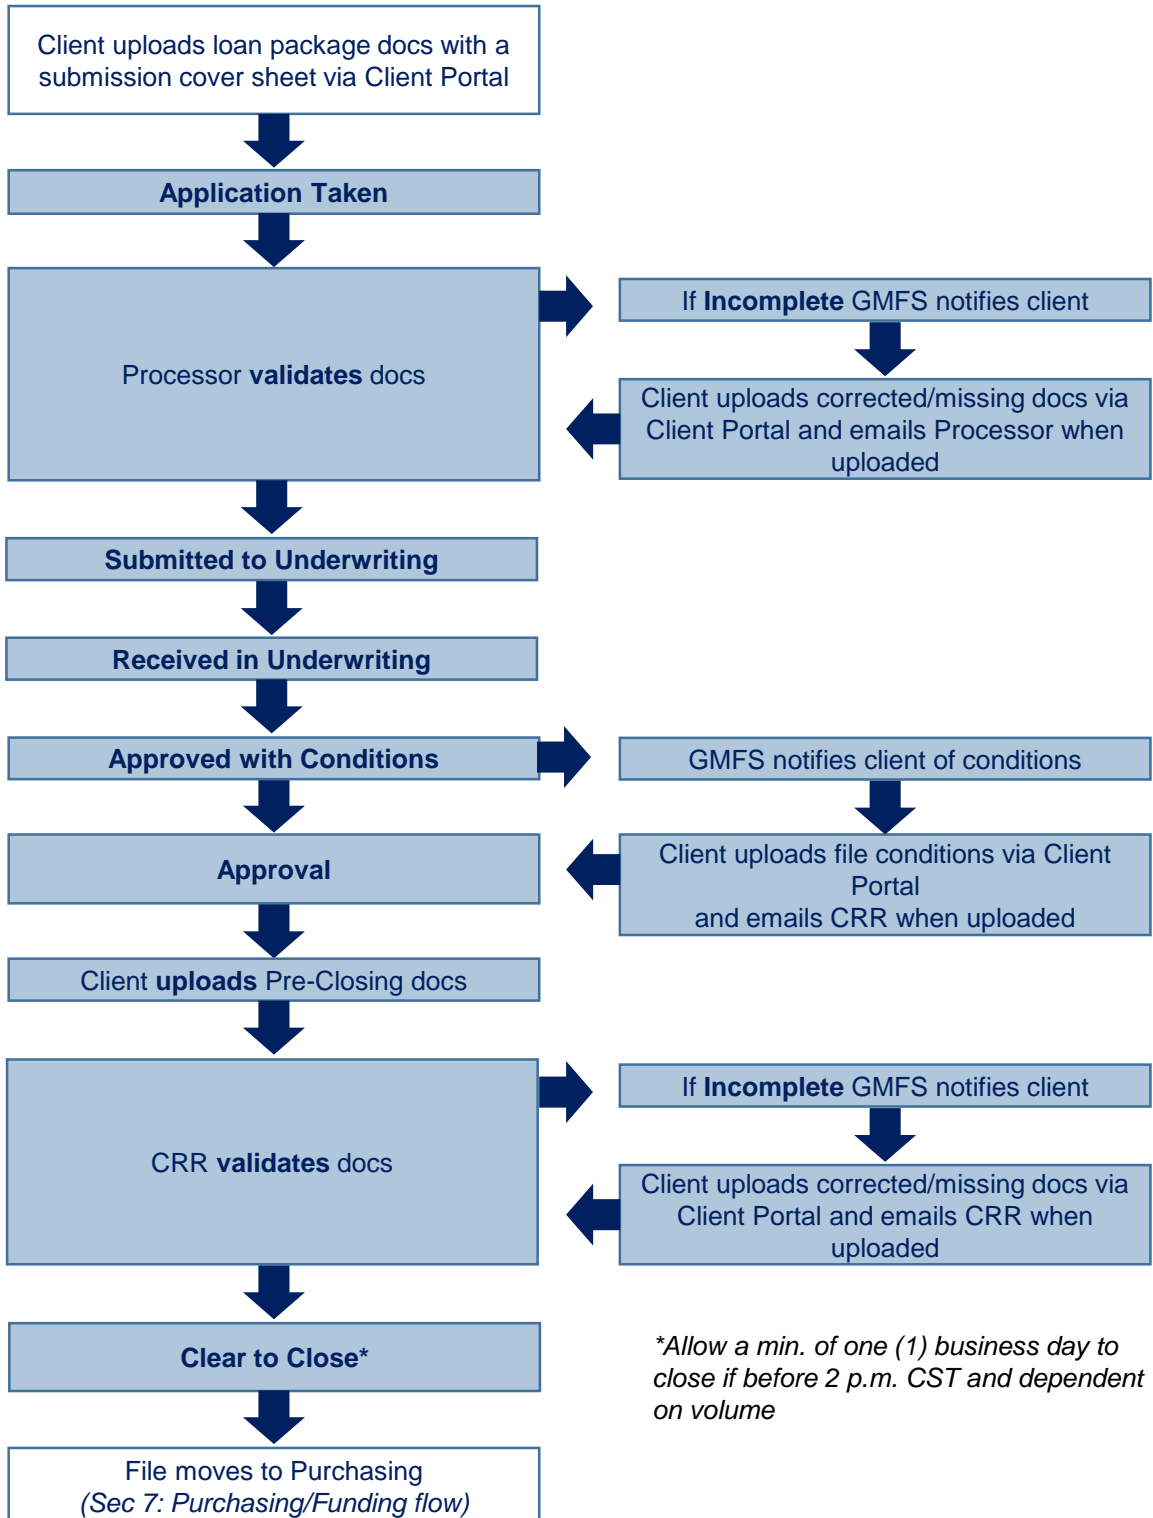 Client uploads loan package docs with a
submission cover sheet via Client Portal
Application Taken
Processor validates docs
If Incomplete GMFS notifies client
Client uploads corrected/missing docs via
Client Portal and emails Processor when
uploaded
Submitted to Underwriting
Received in Underwriting
Approved with Conditions
GMFS notifies client of conditions
Approval
Client uploads file conditions via Client
Portal
and emails CRR when uploaded
Client uploads Pre-Closing docs
CRR validates docs
If Incomplete GMFS notifies client
Client uploads corrected/missing docs via
Client Portal and emails CRR when
uploaded
Clear to Close*
*Allow a min. of one (1) business day to
close if before 2 p.m. CST and dependent
on volume
File moves to Purchasing
(Sec 7: Purchasing/Funding flow)